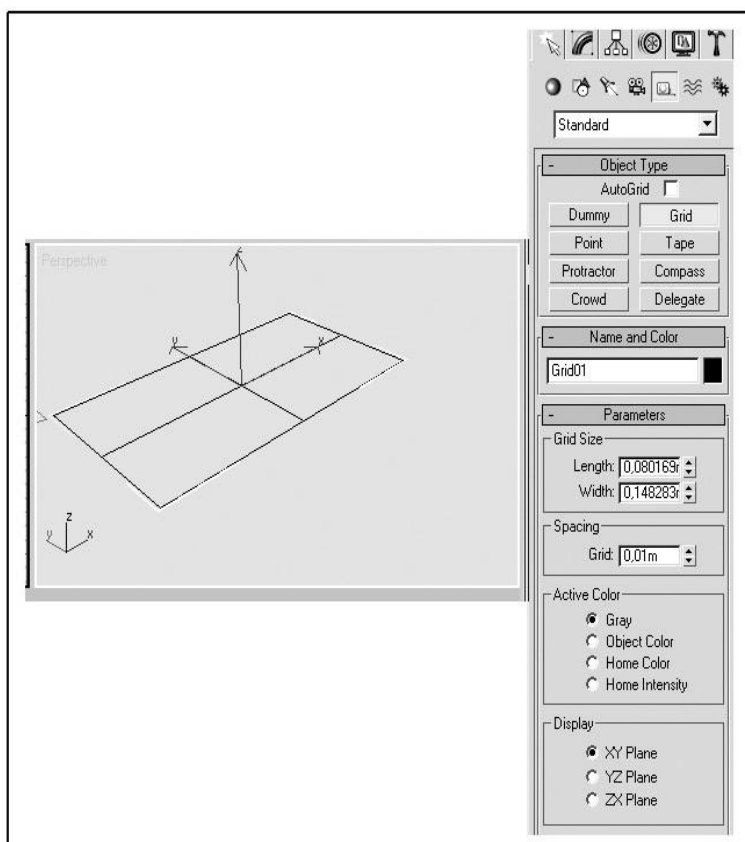 Perspective
z
y
x
z
y
x
Standard
- Object Type
AutoGrid
Dummy Grid
Point Tape
Protractor Compass
Crowd Delegate
- Name and Color
Grid01
- Parameters
Grid Size
Length: 0,080169m
Width: 0,148283m
Spacing
Grid: 0,01m
Active Color
Gray
Object Color
Home Color
Home Intensity
Display
XY Plane
YZ Plane
ZX Plane